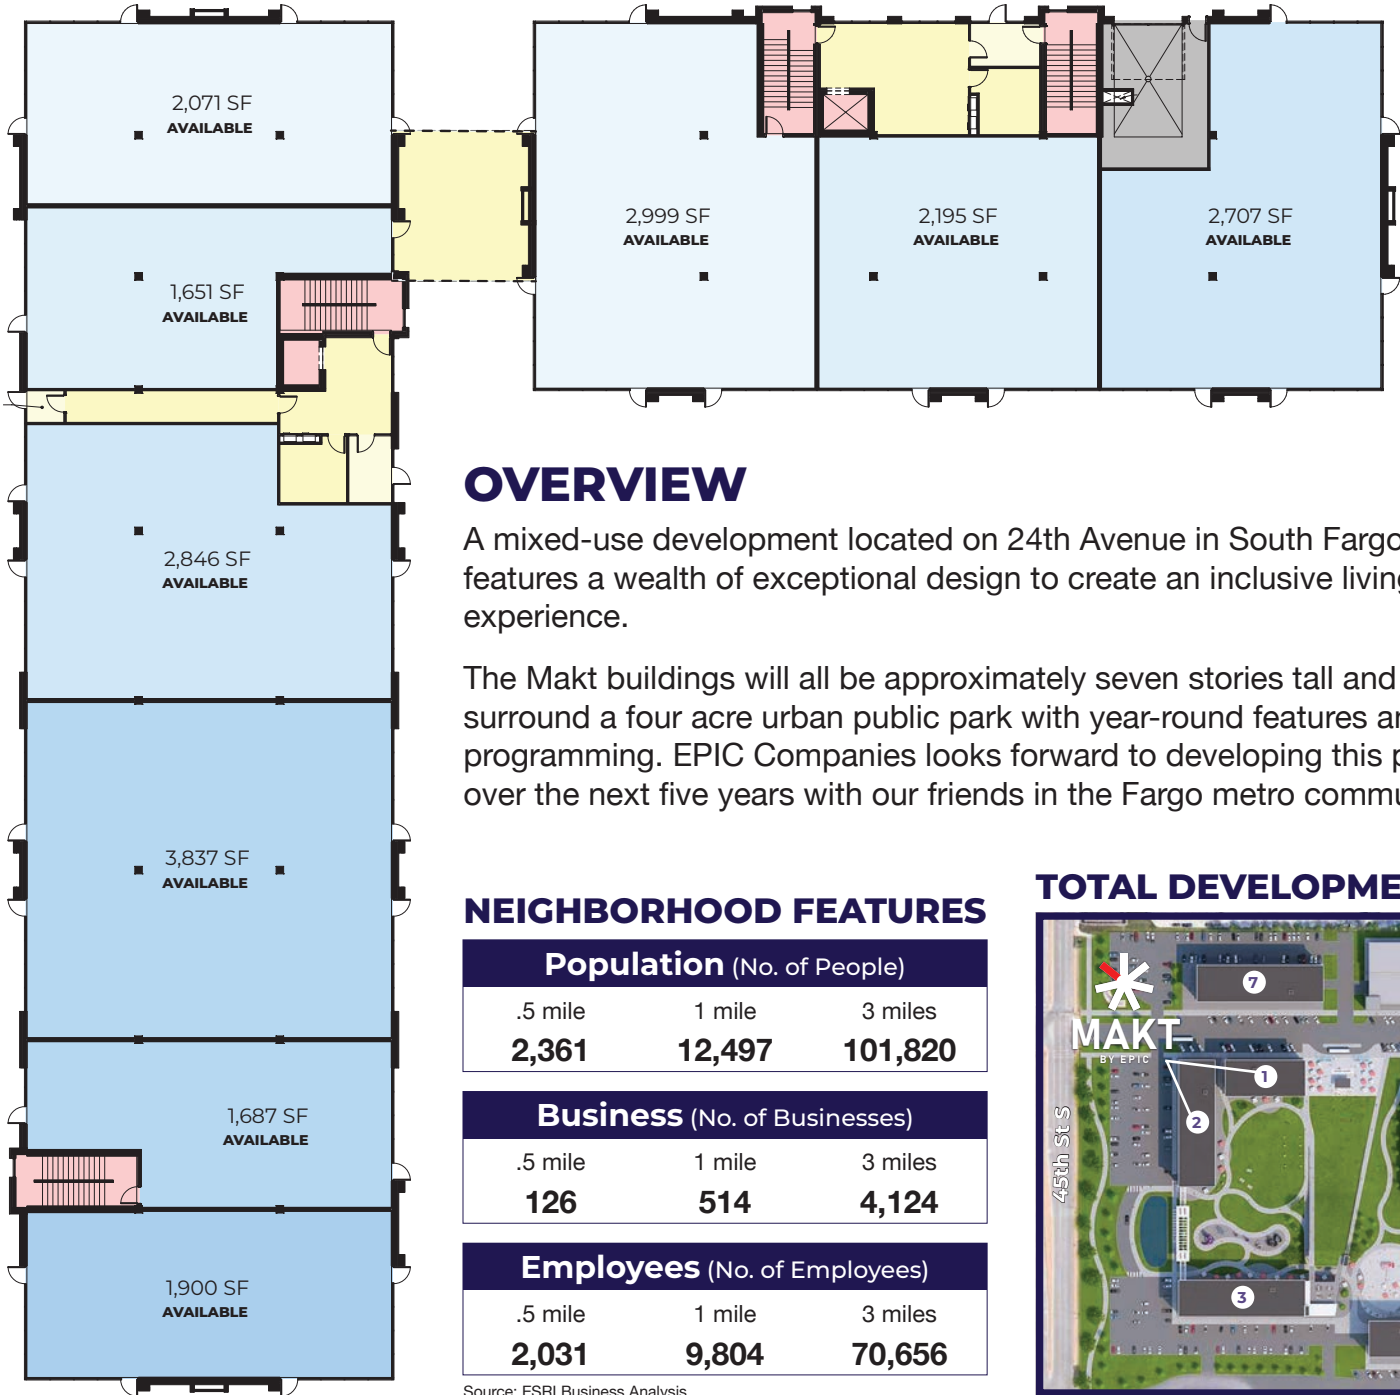 2,071 SF
AVAILABLE
1,651 SF
AVAILABLE
2,846 SF
AVAILABLE
3,837 SF
AVAILABLE
1,687 SF
AVAILABLE
1,900 SF
AVAILABLE
2,999 SF
AVAILABLE
2,195 SF
AVAILABLE
2,707 SF
AVAILABLE
OVERVIEW
A mixed-use development located on 24th Avenue in South Fargo
features a wealth of exceptional design to create an inclusive living
experience.
The Makt buildings will all be approximately seven stories tall and
surround a four acre urban public park with year-round features
programming. EPIC Companies looks forward to developing this
over the next five years with our friends in the Fargo metro
NEIGHBORHOOD FEATURES
Population (No. of People)
.5 mile 1 mile 3 miles
2,361 12,497 101,820
Business (No. of Businesses)
.5 mile 1 mile 3 miles
126 514 4,124
Employees (No. of Employees)
.5 mile 1 mile 3 miles
2,031 9,804 70,656
Source: ESRI Business Analysis
TOTAL DEVELOPME
MAKT
BY EPIC
45th St S
7
1
2
3